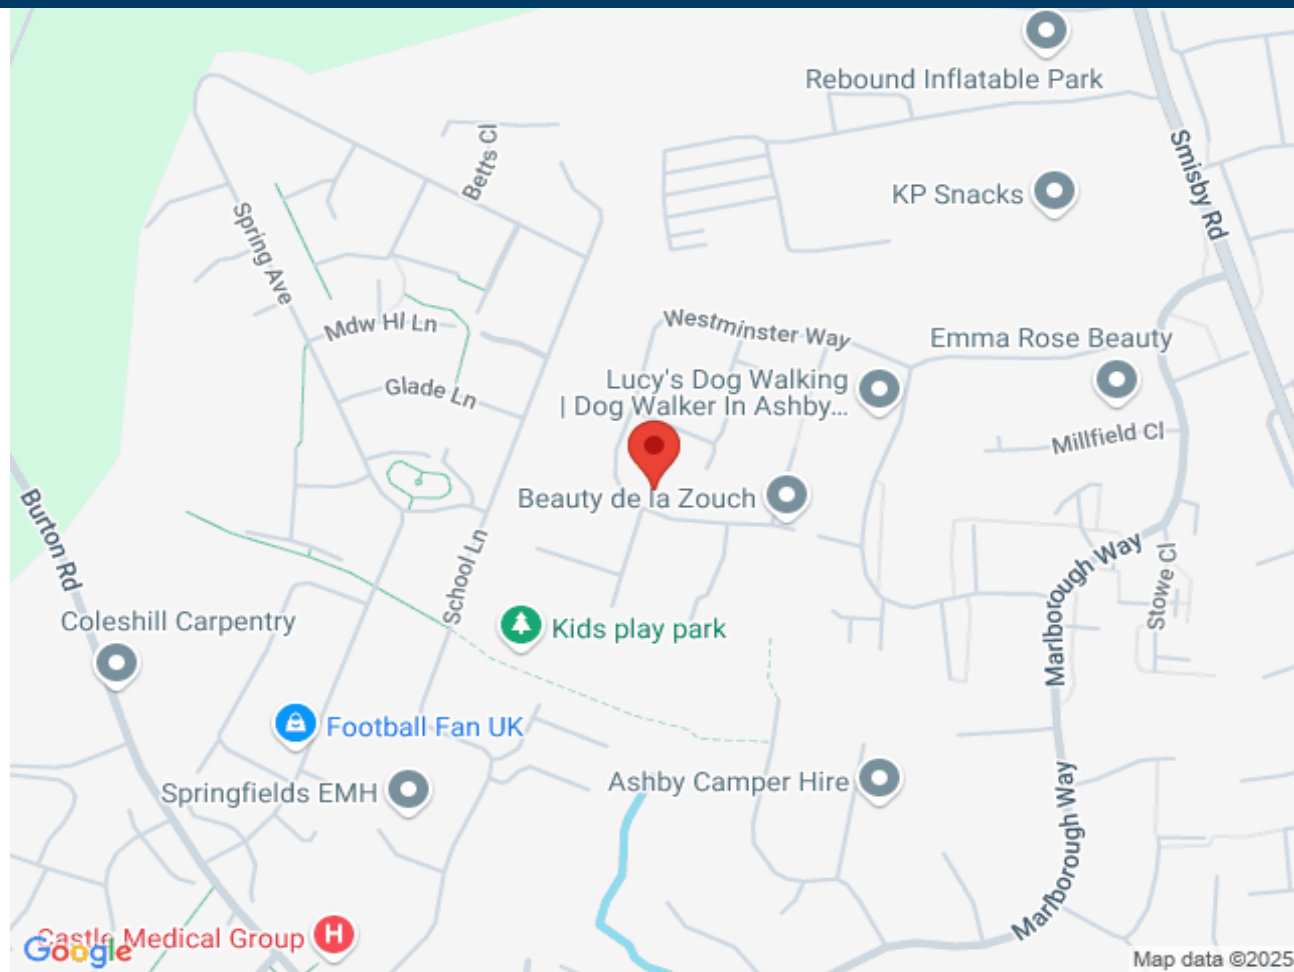 Rebound Inflatable Park
Smisby Rd
Betts Cl
KP Snacks
Spring Ave
Mdw Hl Ln
Westminster Way
Emma Rose Beauty
Glade Ln
Lucy's Dog Walking
| Dog Walker In Ashby...
Millfield Cl
Beauty de la Zouch
Burton Rd
School Ln
Marlborough Way
Stowe Cl
Coleshill Carpentry
Kids play park
Football Fan UK
Springfields EMH
Ashby Camper Hire
Marlborough Way
Castle Medical Group
H
Google
Map data ©2025